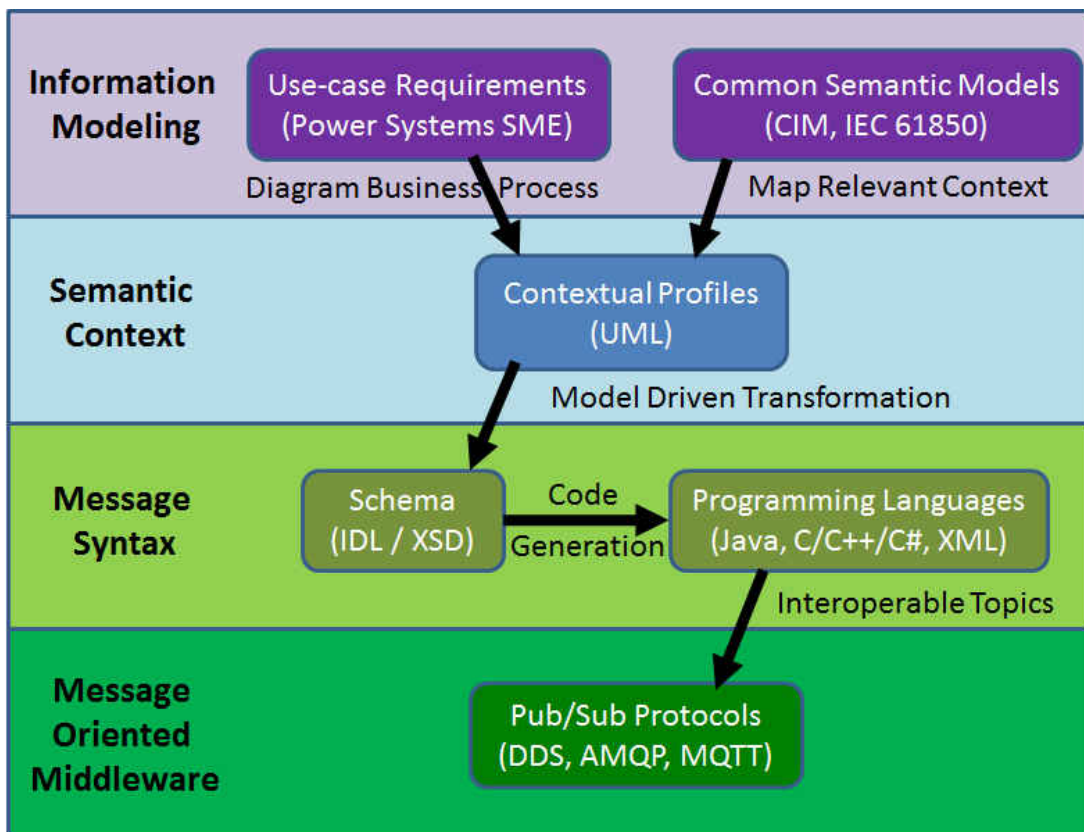 Information
Modeling
Use-case Requirements
(Power Systems SME)
Common Semantic Models
(CIM, IEC 61850)
Diagram Business Process
Map Relevant Context
Semantic
Context
Contextual Profiles
(UML)
Model Driven Transformation
Message
Syntax
Schema
(IDL / XSD)
Code
Generation
Programming Languages
(Java, C/C++/C#, XML)
Interoperable Topics
Message
Oriented
Middleware
Pub/Sub Protocols
(DDS, AMQP, MQTT)